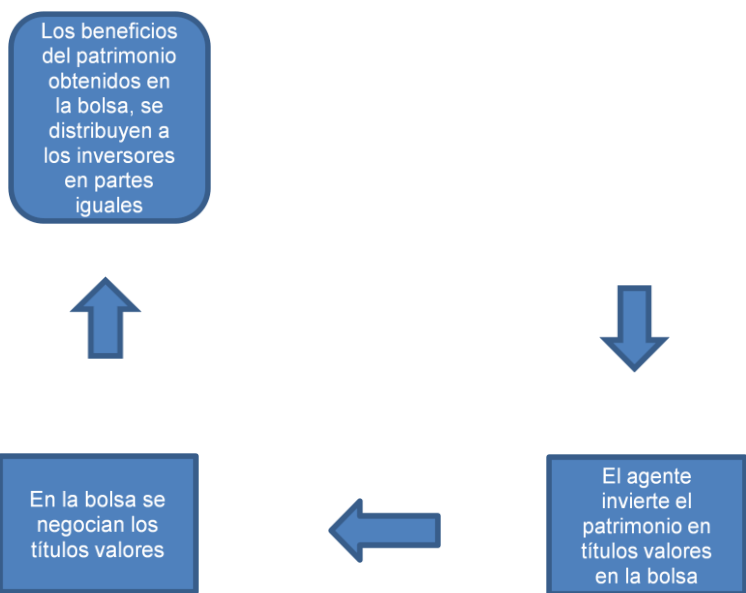 Los beneficios
del patrimonio
obtenidos en
la bolsa, se
distribuyen a
los inversores
en partes
iguales
En la bolsa se
negocian los
títulos valores
El agente
invierte el
patrimonio en
títulos valores
en la bolsa